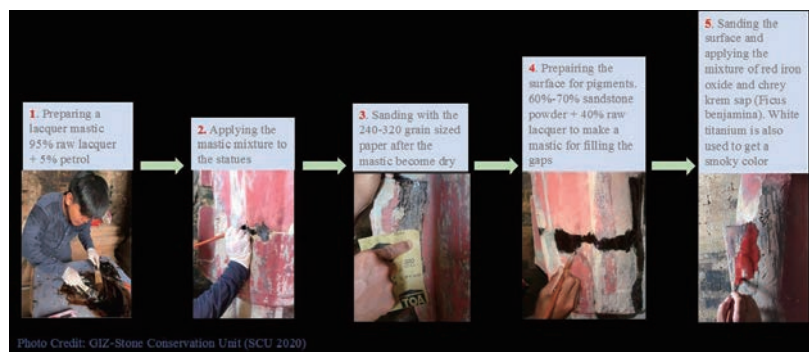 1. Preparing a
lacquer mastic
95% raw lacquer
+ 5% petrol
2. Applying the
mastic mixture to
the statues
3. Sanding with the
240-320 grain sized
paper after the
mastic become dry
4. Prepairing the
surface for pigments.
60%-70% sandstone
powder + 40% raw
lacquer to make a
mastic for filling the
gaps
5. Sanding the
surface and
applying the
mixture of red iron
oxide and chrey
krem sap (Ficus
benjamina). White
titanium is also
used to get a
smoky color
TOA
Photo Credit: GIZ-Stone Conservation Unit (SCU 2020)